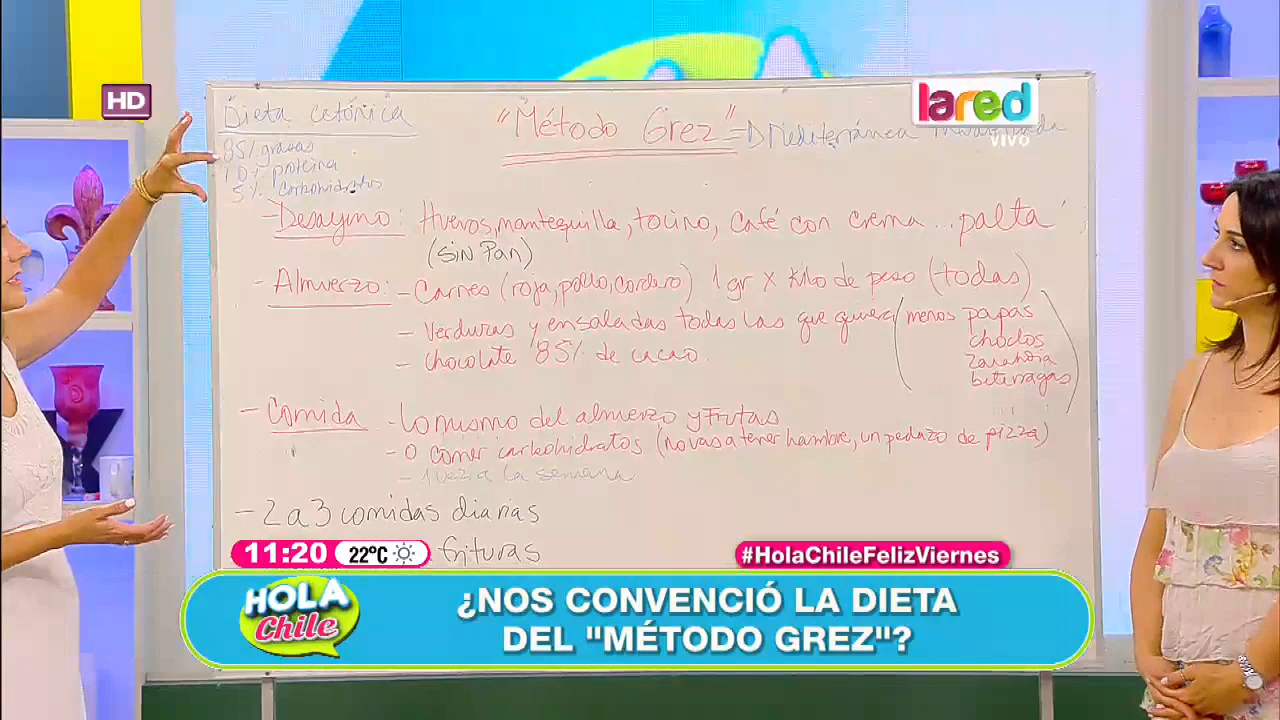 HD
lared
VIVO
Dieta cetónica
85% grasas
10% proteina
5% carbohidratos
"Método Grez" = D Mediterránea
- Desayuno: Huevos, mantequilla, tocino, café con crema... palta
(sin Pan)
- Almuerzo: - Carnes (roja, pollo, cordero) 1 gr x kilo de peso (todas)
- Verduras y ensaladas todas las que quieras (menos papas
choclos
zanahoria
beterragas)
- Chocolate 85% de cacao.
- Comida - Lo mismo del almuerzo y Frutas
- 0 comer carbohidratos (no vas a tener hambre, un pedazo de pizza)
- 1 vez a la semana
- 2 a 3 comidas diarias
frituras
11:20 22°C
#HolaChileFelizViernes
HOLA Chile
¿NOS CONVENCIÓ LA DIETA
DEL "MÉTODO GREZ"?